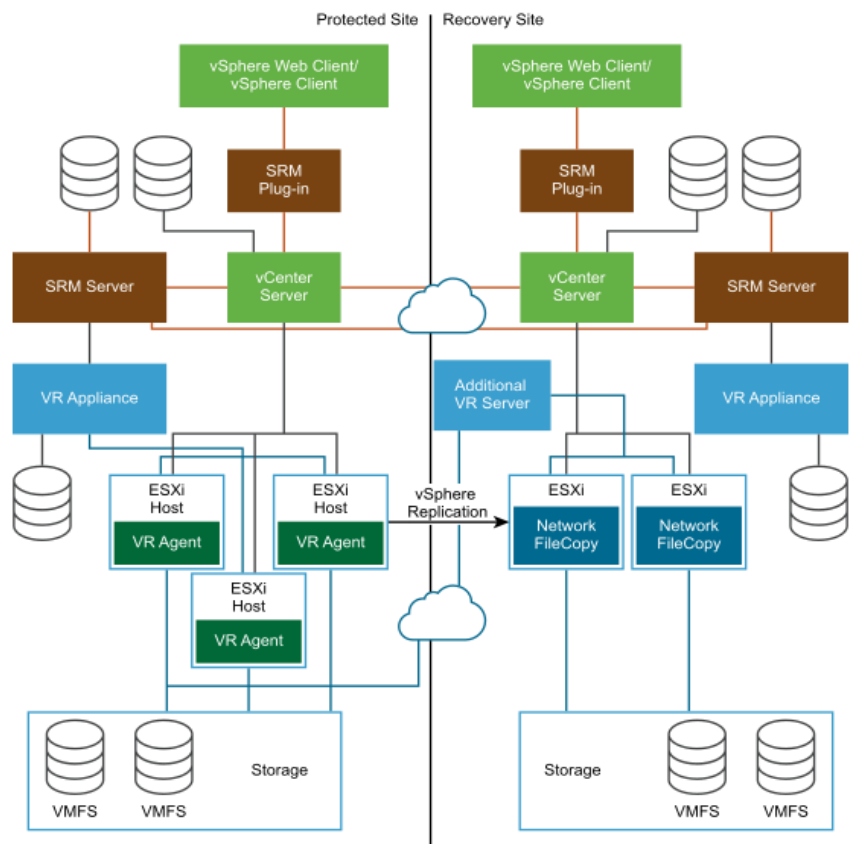 Protected Site
Recovery Site
vSphere Web Client/
vSphere Client
vSphere Web Client/
vSphere Client
SRM
Plug-in
SRM
Plug-in
SRM Server
vCenter
Server
vCenter
Server
SRM Server
VR Appliance
Additional
VR Server
VR Appliance
ESXi
Host
VR Agent
ESXi
Host
VR Agent
vSphere
Replication
ESXi
Network
FileCopy
ESXi
Network
FileCopy
ESXi
Host
VR Agent
Storage
VMFS
VMFS
Storage
VMFS
VMFS